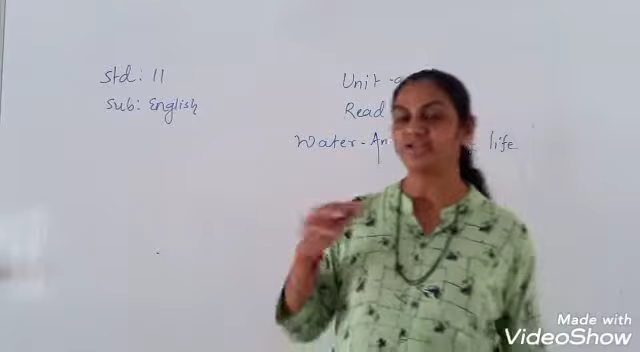 Std: 11
Sub: English
Unit
Read
Water - An life
Made with
VideoShow